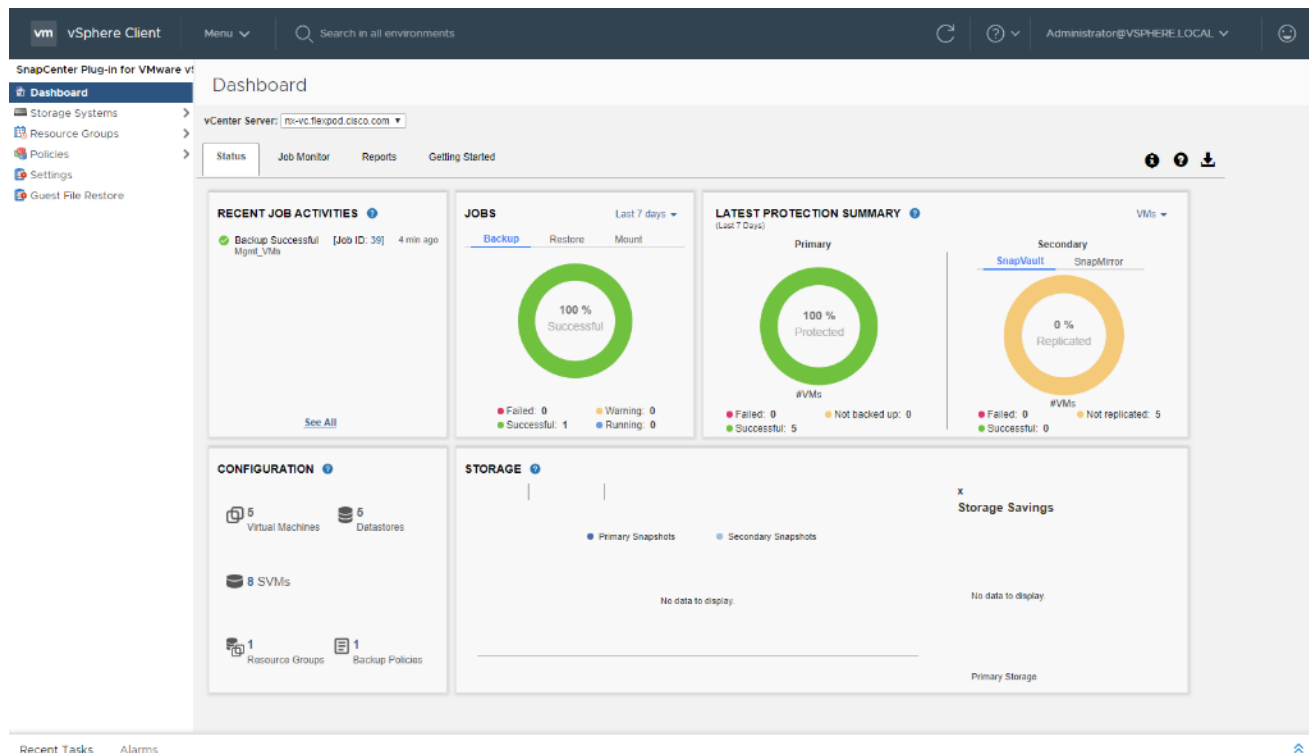 vm vSphere Client Menu Search in all environments Administrator@VSPHERE.LOCAL
SnapCenter Plug-in for VMware vS
Dashboard
Storage Systems
Resource Groups
Policies
Settings
Guest File Restore
Dashboard
vCenter Server: nx-vc.flexpod.cisco.com
Status Job Monitor Reports Getting Started
RECENT JOB ACTIVITIES
Backup Successful [Job ID: 39] 4 min ago
Mgmt_VMs
See All
JOBS Last 7 days
Backup Restore Mount
100 %
Successful
Failed: 0 Warning: 0
Successful: 1 Running: 0
LATEST PROTECTION SUMMARY VMs
(Last 7 Days)
Primary
100 %
Protected
#VMs
Failed: 0 Not backed up: 0
Successful: 5
Secondary
SnapVault SnapMirror
0 %
Replicated
#VMs
Failed: 0 Not replicated: 5
Successful: 0
CONFIGURATION
5
Virtual Machines
5
Datastores
8 SVMs
1
Resource Groups
1
Backup Policies
STORAGE
Primary Snapshots Secondary Snapshots
No data to display.
x
Storage Savings
No data to display.
Primary Storage
Recent Tasks Alarms